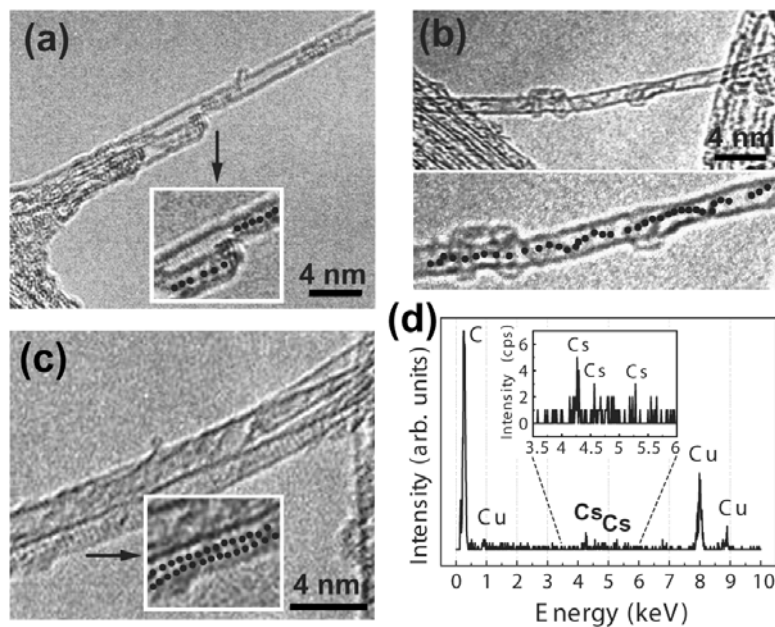 (a)
4 nm
(b)
4 nm
(c)
4 nm
(d)
Intensity (arb. units)
C
Cu
Cs
Cs
Cu
Cu
0 1 2 3 4 5 6 7 8 9 10
Energy (keV)
Intensity (cps)
6
4
2
0
Cs
Cs
Cs
3.5 4 4.5 5 5.5 6